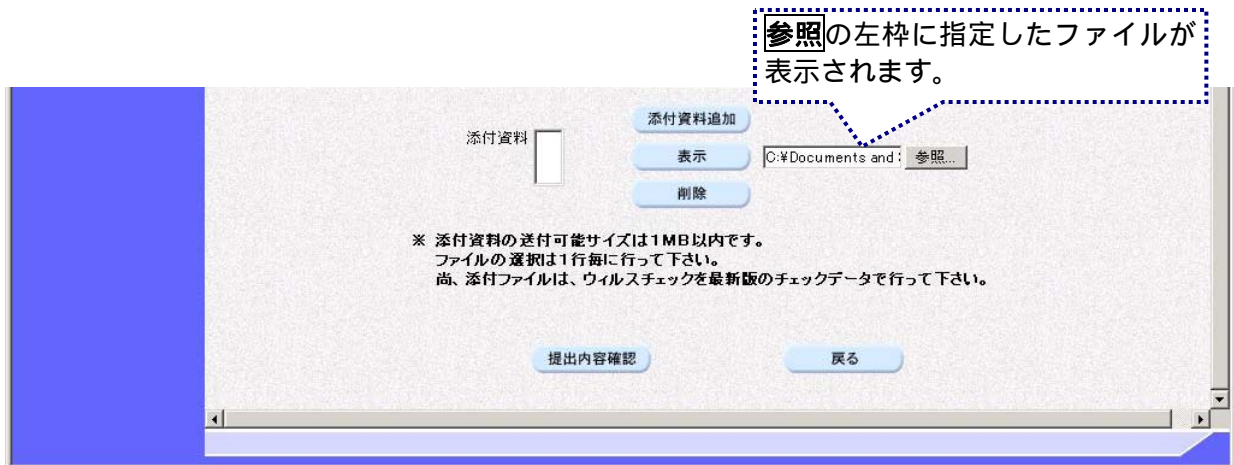 参照の左枠に指定したファイルが
表示されます。
添付資料追加
添付資料
表示
C:¥Documents and
参照...
削除
※ 添付資料の送付可能サイズは1MB以内です。
ファイルの選択は1行毎に行って下さい。
尚、添付ファイルは、ウィルスチェックを最新版のチェックデータで行って下さい。
提出内容確認
戻る